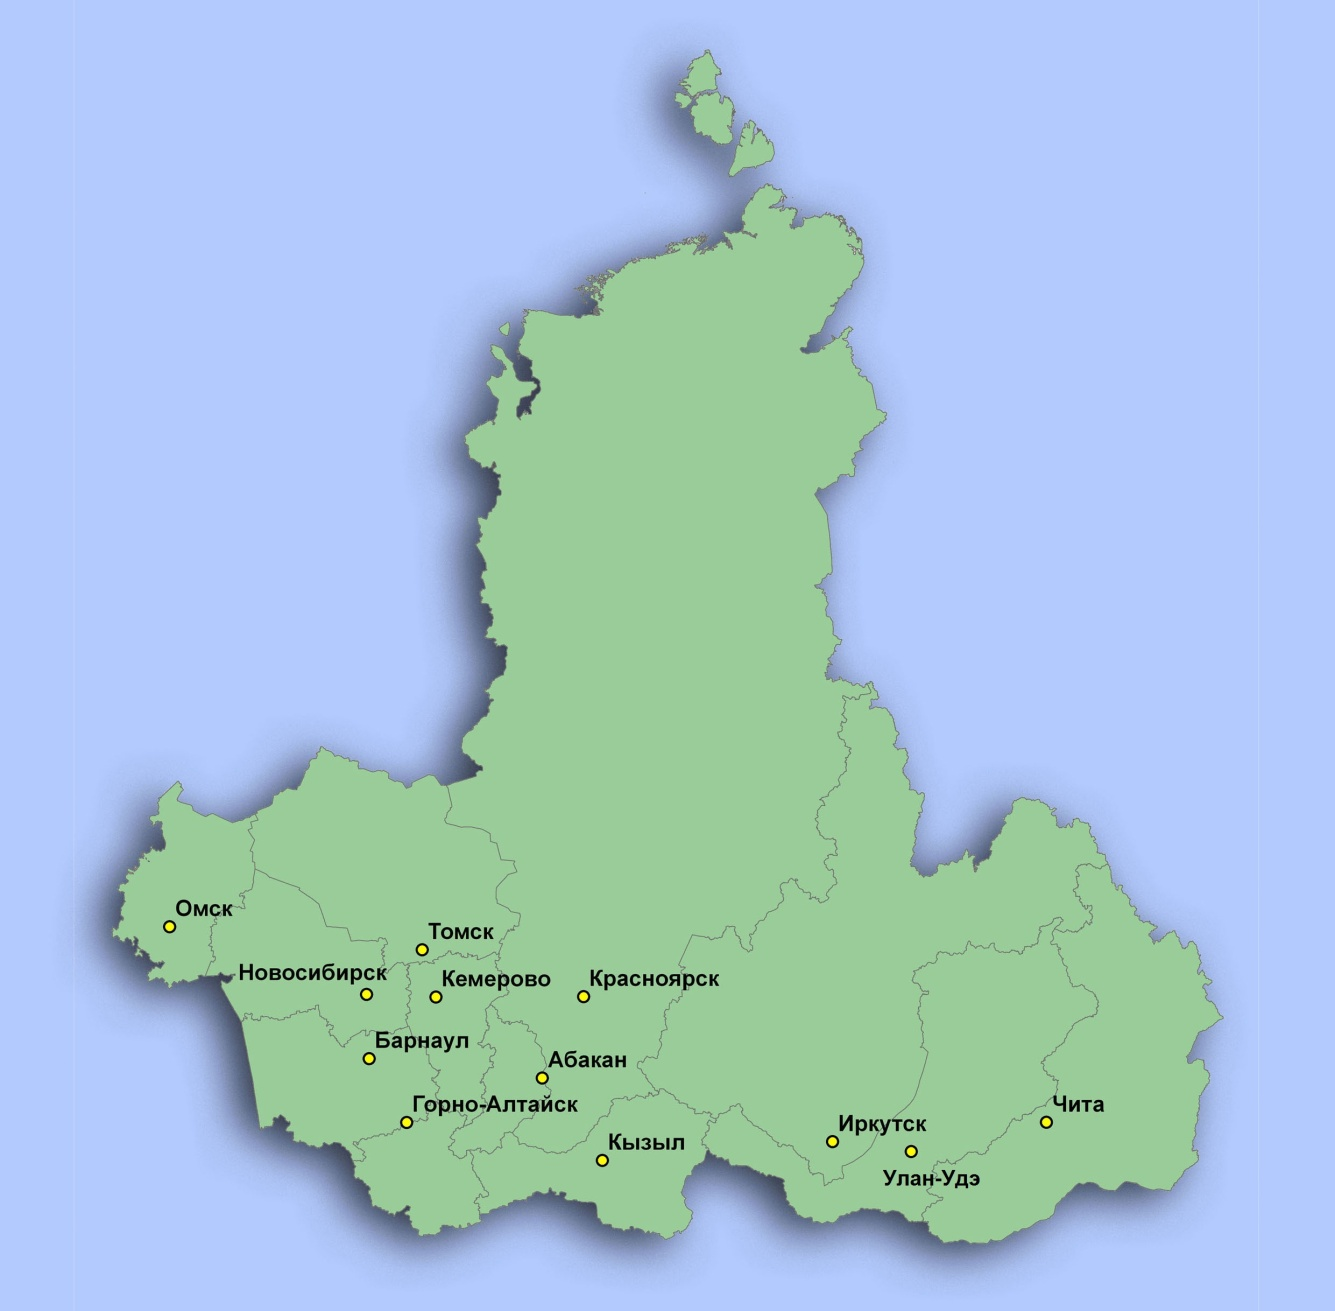 Омск
Томск
Новосибирск
Кемерово
Красноярск
Барнаул
Абакан
Горно-Алтайск
Чита
Иркутск
Кызыл
Улан-Удэ